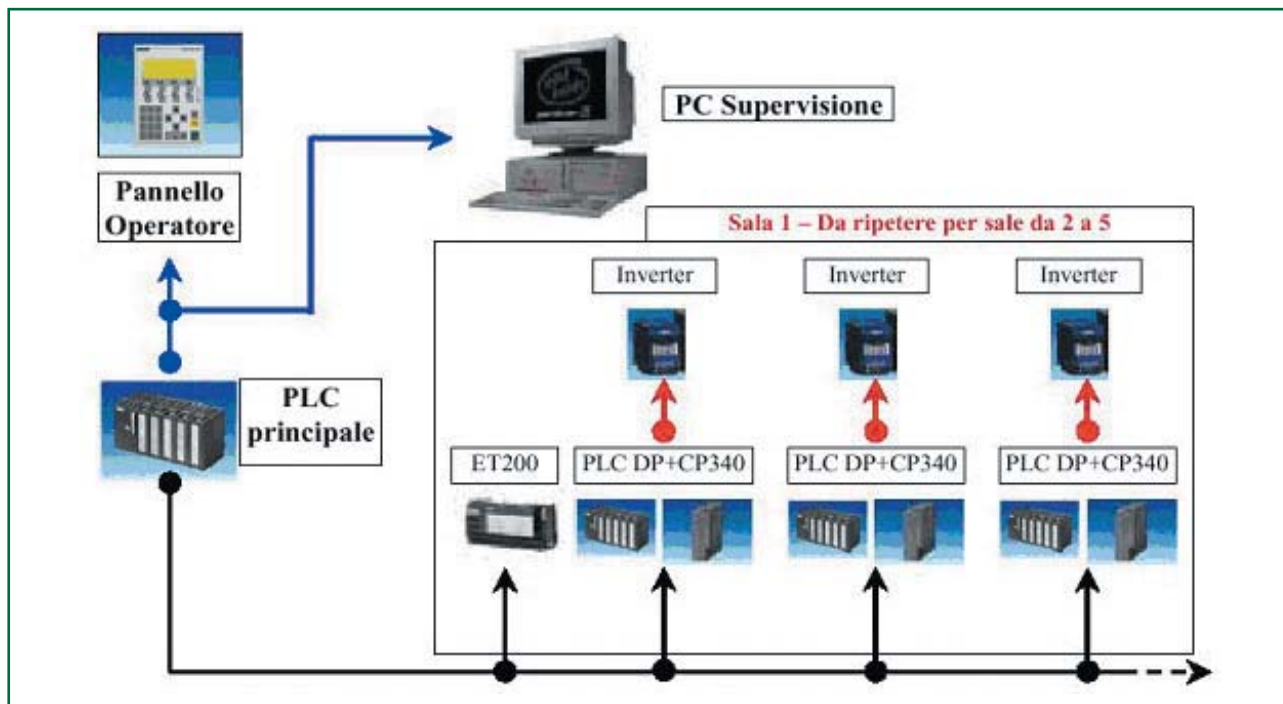 Pannello
Operatore
PC Supervisione
Sala 1 – Da ripetere per sale da 2 a 5
Inverter
Inverter
Inverter
PLC
principale
ET200
PLC DP+CP340
PLC DP+CP340
PLC DP+CP340